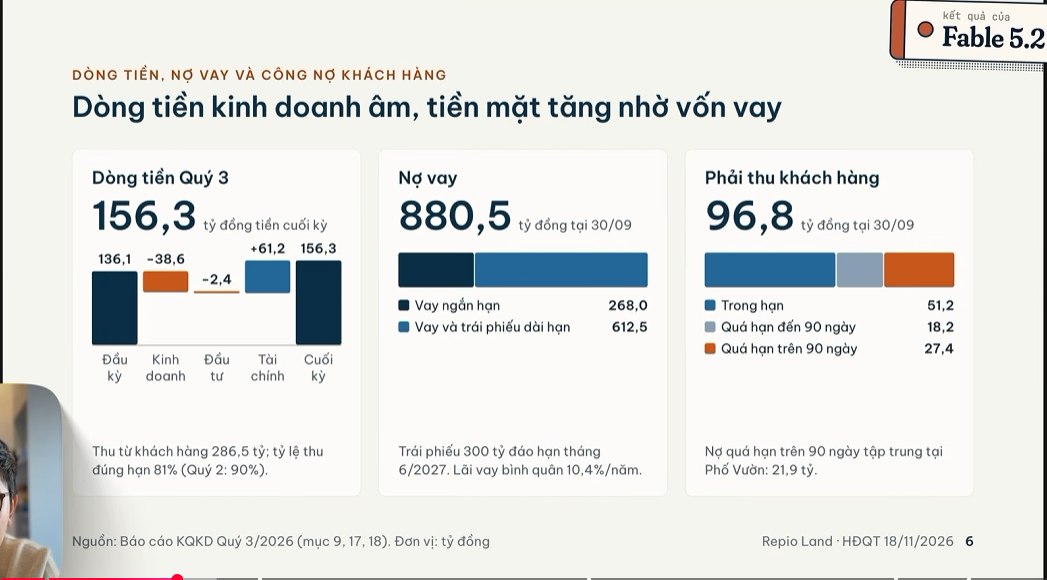 kết quả của
Fable 5.2
DÒNG TIỀN, NỢ VAY VÀ CÔNG NỢ KHÁCH HÀNG
Dòng tiền kinh doanh âm, tiền mặt tăng nhờ vốn vay
Dòng tiền Quý 3
156,3 tỷ đồng tiền cuối kỳ
136,1 −38,6 −2,4 +61,2 156,3
Đầu kỳ
Kinh doanh
Đầu tư
Tài chính
Cuối kỳ
Thu từ khách hàng 286,5 tỷ; tỷ lệ thu
đúng hạn 81% (Quý 2: 90%).
Nợ vay
880,5 tỷ đồng tại 30/09
Vay ngắn hạn 268,0
Vay và trái phiếu dài hạn 612,5
Trái phiếu 300 tỷ đáo hạn tháng
6/2027. Lãi vay bình quân 10,4%/năm.
Phải thu khách hàng
96,8 tỷ đồng tại 30/09
Trong hạn 51,2
Quá hạn đến 90 ngày 18,2
Quá hạn trên 90 ngày 27,4
Nợ quá hạn trên 90 ngày tập trung tại
Phố Vườn: 21,9 tỷ.
Nguồn: Báo cáo KQKD Quý 3/2026 (mục 9, 17, 18). Đơn vị: tỷ đồng
Repio Land · HĐQT 18/11/2026 6